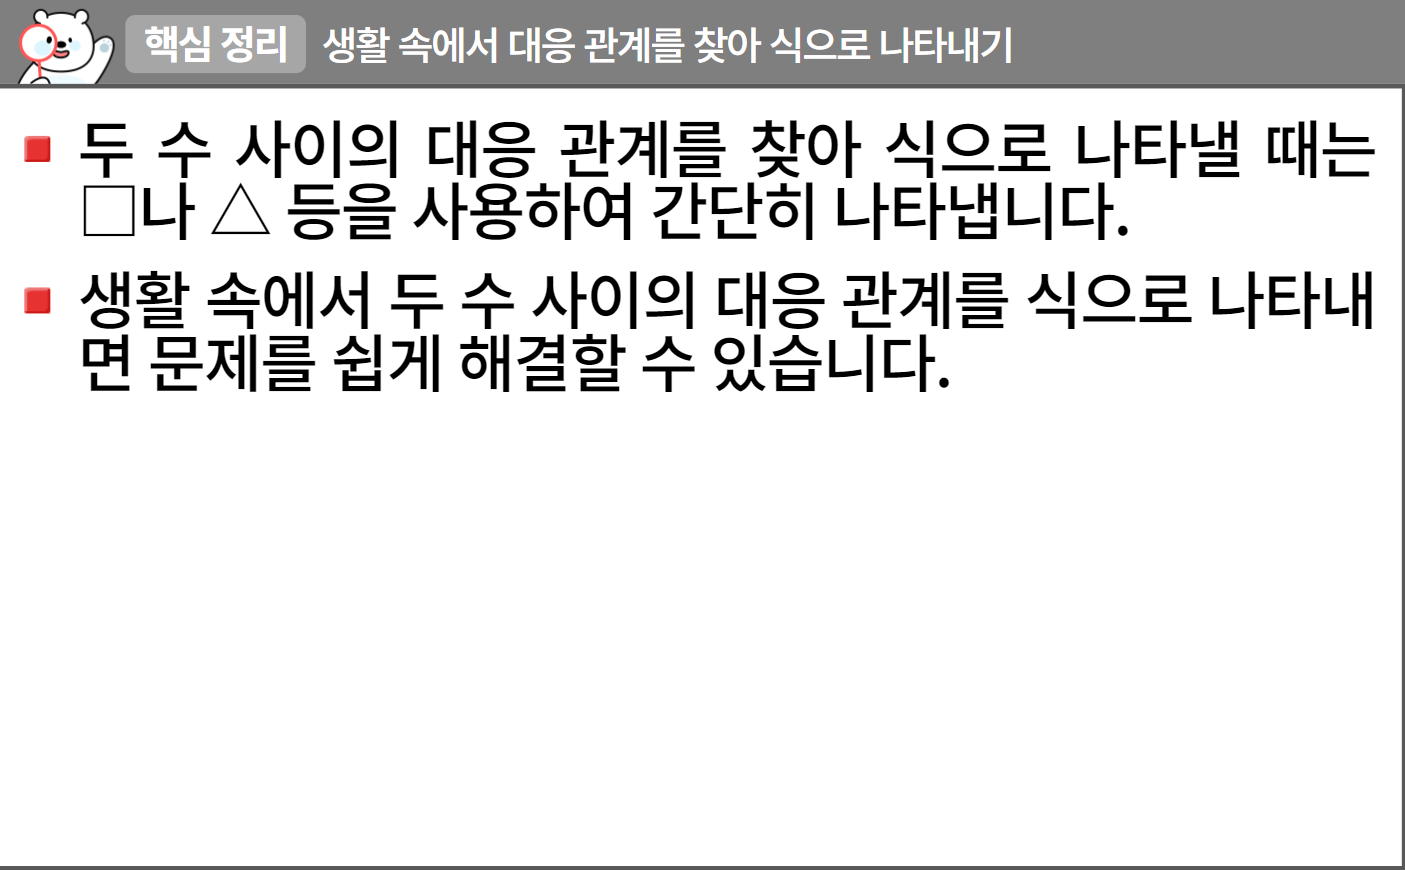 핵심 정리 생활 속에서 대응 관계를 찾아 식으로 나타내기
두 수 사이의 대응 관계를 찾아 식으로 나타낼 때는
□나 △ 등을 사용하여 간단히 나타냅니다.
생활 속에서 두 수 사이의 대응 관계를 식으로 나타내
면 문제를 쉽게 해결할 수 있습니다.